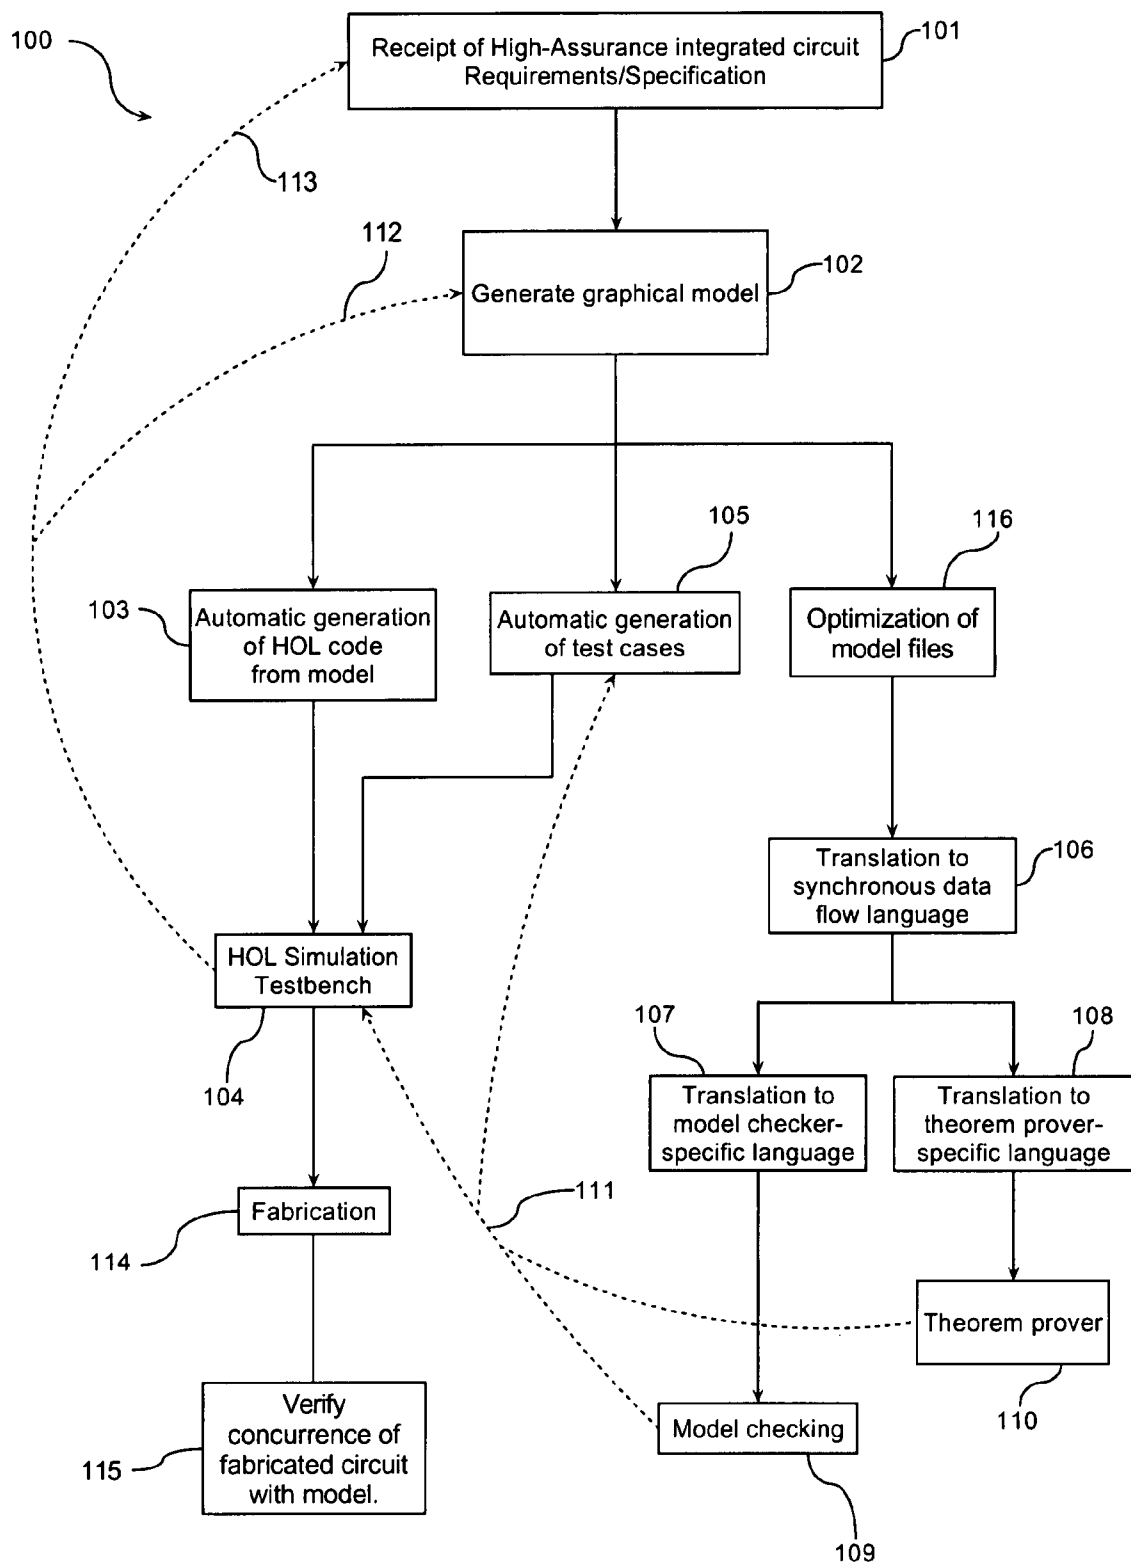 100
Receipt of High-Assurance integrated circuit
Requirements/Specification
101
113
112
Generate graphical model
102
105
116
103
Automatic generation
of HOL code
from model
Automatic generation
of test cases
Optimization of
model files
Translation to
synchronous data
flow language
106
HOL Simulation
Testbench
104
107
108
Translation to
model checker-
specific language
Translation to
theorem prover-
specific language
111
Fabrication
114
Theorem prover
110
Verify
concurrence of
fabricated circuit
with model.
115
Model checking
109